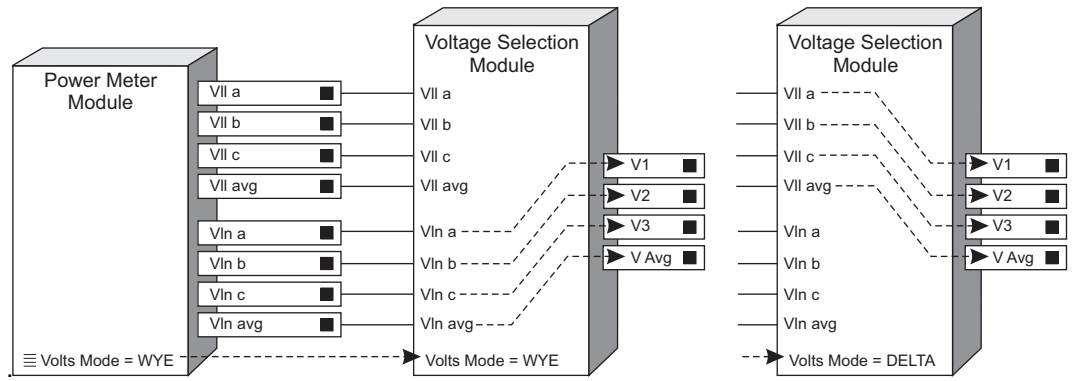 Power Meter
Module
Vll a
Vll b
Vll c
Vll avg
Vln a
Vln b
Vln c
Vln avg
Volts Mode = WYE
Voltage Selection
Module
Vll a
Vll b
Vll c
Vll avg
Vln a
Vln b
Vln c
Vln avg
Volts Mode = WYE
V1
V2
V3
V Avg
Voltage Selection
Module
Vll a
Vll b
Vll c
Vll avg
Vln a
Vln b
Vln c
Vln avg
Volts Mode = DELTA
V1
V2
V3
V Avg